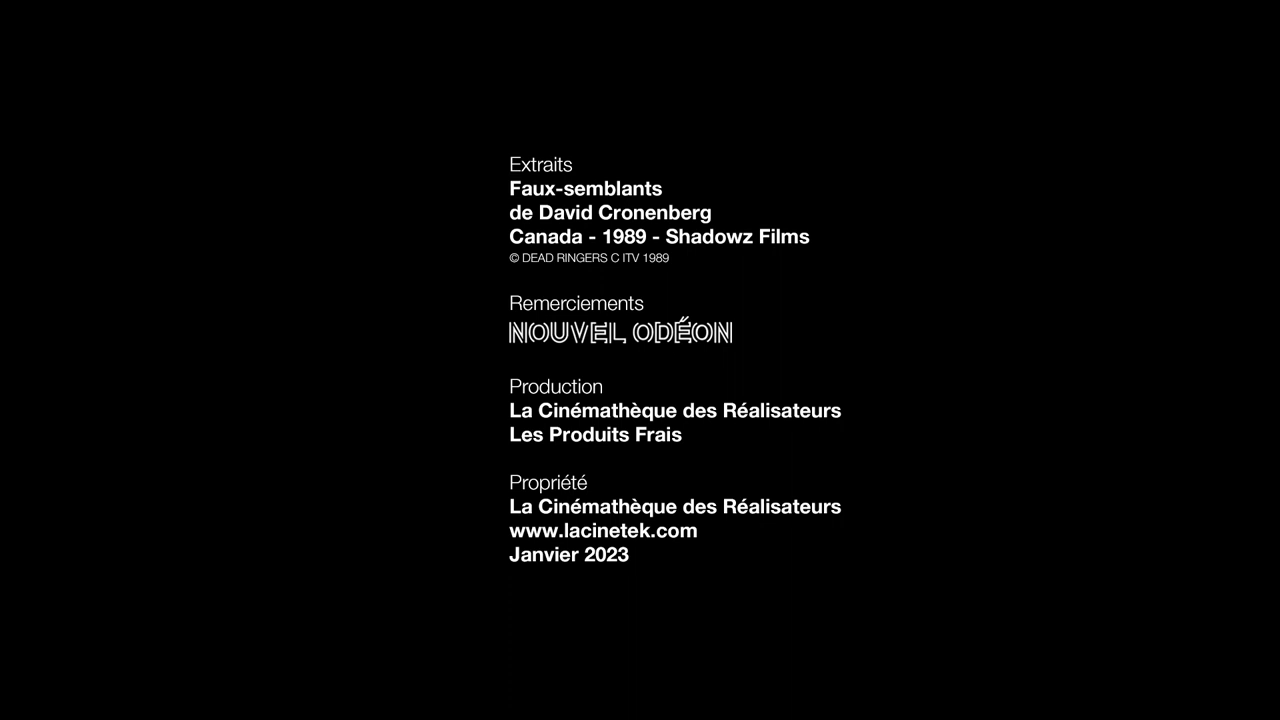 Extraits
Faux-semblants
de David Cronenberg
Canada - 1989 - Shadowz Films
© DEAD RINGERS C ITV 1989
Remerciements
NOUVEL ODÉON
Production
La Cinémathèque des Réalisateurs
Les Produits Frais
Propriété
La Cinémathèque des Réalisateurs
www.lacinetek.com
Janvier 2023